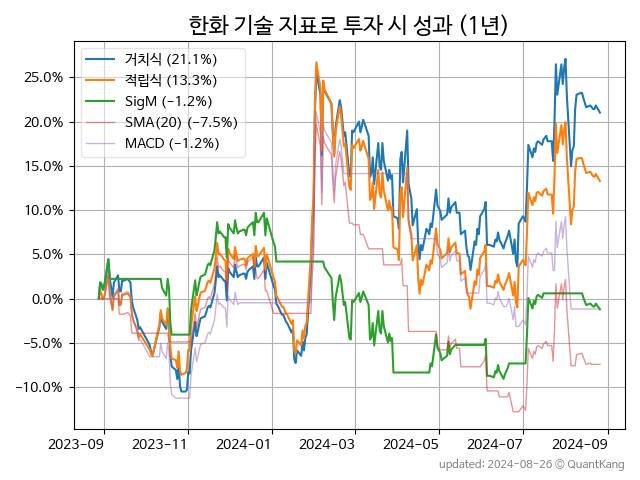 한화 기술 지표로 투자 시 성과 (1년)
거치식 (21.1%)
적립식 (13.3%)
SigM (−1.2%)
SMA(20) (−7.5%)
MACD (−1.2%)
25.0%
20.0%
15.0%
10.0%
5.0%
0.0%
−5.0%
−10.0%
2023-09 2023-11 2024-01 2024-03 2024-05 2024-07 2024-09
updated: 2024-08-26 © QuantKang